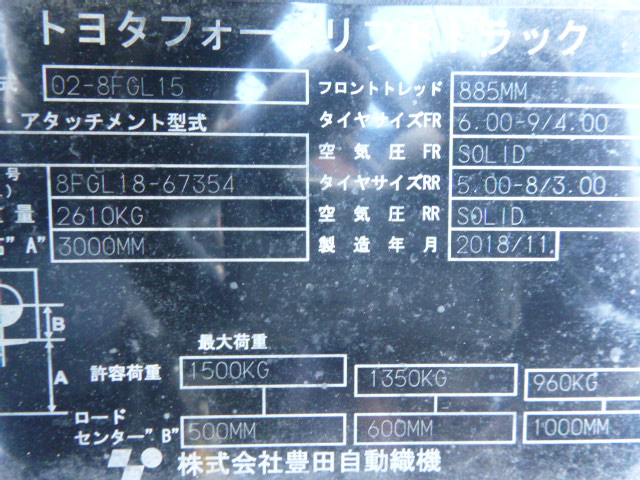 トヨタフォークリフトトラック
式 02-8FGL15 フロントトレッド 885MM
アタッチメント型式 タイヤサイズFR 6.00-9/4.00
空気圧FR SOLID
号 8FGL18-67354 タイヤサイズRR 5.00-8/3.00
量 2610KG 空気圧RR SOLID
"A" 3000MM 製造年月 2018/11
B
最大荷重
A 許容荷重 1500KG 1350KG 960KG
ロード
センター"B" 500MM 600MM 1000MM
株式会社豊田自動織機